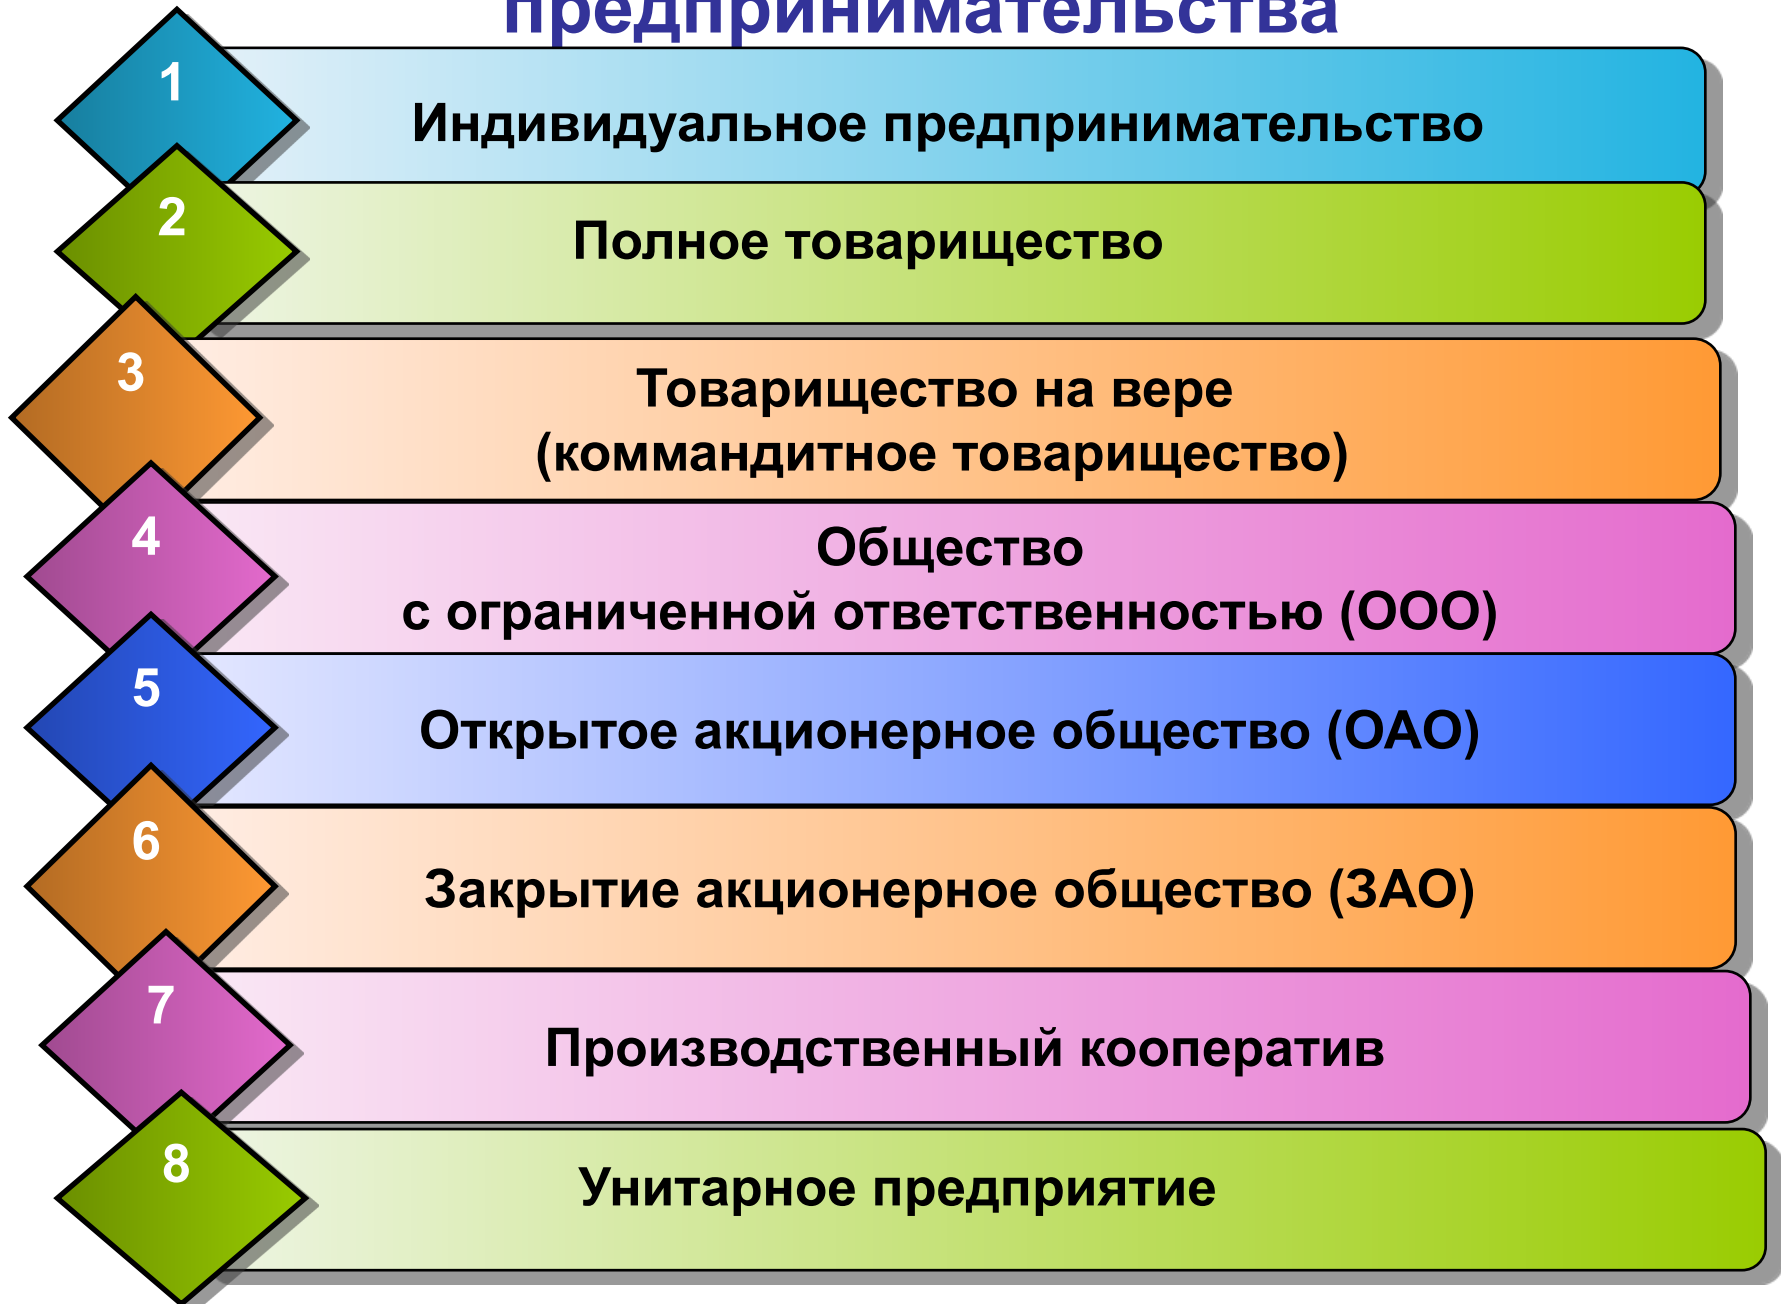 предпринимательства
1
Индивидуальное предпринимательство
2
Полное товарищество
3
Товарищество на вере
(коммандитное товарищество)
4
Общество
с ограниченной ответственностью (ООО)
5
Открытое акционерное общество (ОАО)
6
Закрытие акционерное общество (ЗАО)
7
Производственный кооператив
8
Унитарное предприятие